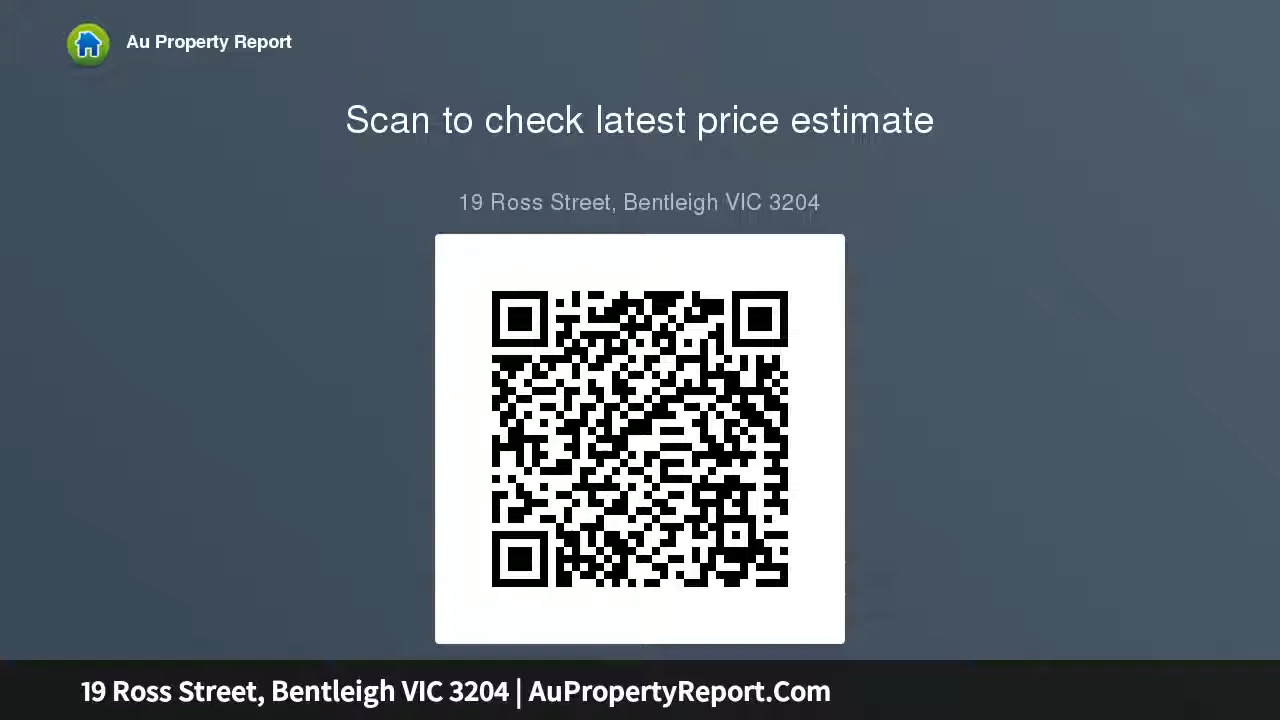 Au Property Report
Scan to check latest price estimate
19 Ross Street, Bentleigh VIC 3204
19 Ross Street, Bentleigh VIC 3204 | AuPropertyReport.Com